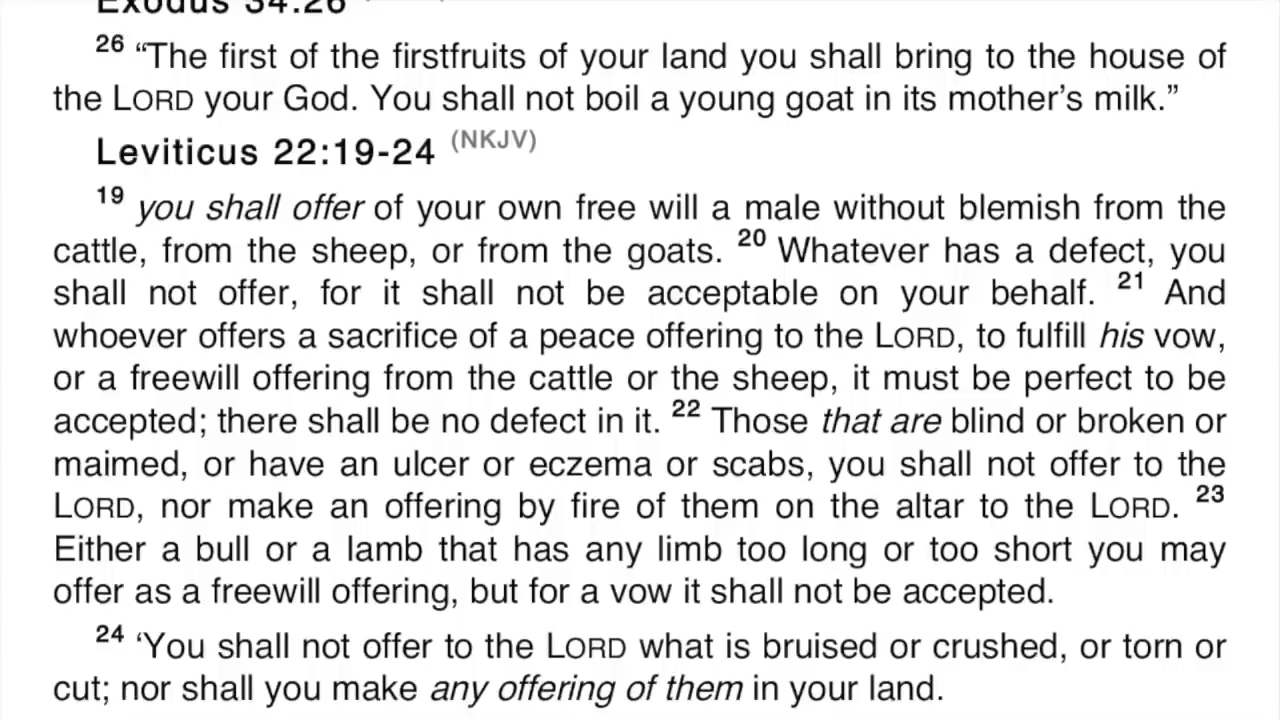 Exodus 34:26
26 “The first of the firstfruits of your land you shall bring to the house of
the LORD your God. You shall not boil a young goat in its mother’s milk.”
Leviticus 22:19-24 (NKJV)
19 you shall offer of your own free will a male without blemish from the
cattle, from the sheep, or from the goats. 20 Whatever has a defect, you
shall not offer, for it shall not be acceptable on your behalf. 21 And
whoever offers a sacrifice of a peace offering to the LORD, to fulfill his vow,
or a freewill offering from the cattle or the sheep, it must be perfect to be
accepted; there shall be no defect in it. 22 Those that are blind or broken or
maimed, or have an ulcer or eczema or scabs, you shall not offer to the
LORD, nor make an offering by fire of them on the altar to the LORD. 23
Either a bull or a lamb that has any limb too long or too short you may
offer as a freewill offering, but for a vow it shall not be accepted.
24 ‘You shall not offer to the LORD what is bruised or crushed, or torn or
cut; nor shall you make any offering of them in your land.